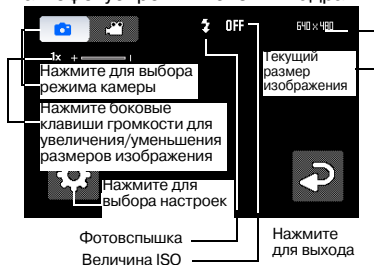 OFF
640×480
1x
Нажмите для выбора
режима камеры
Текущий
размер
изображения
Нажмите боковые
клавиши громкости для
увеличения/уменьшения
размеров изображения
Нажмите для
выбора настроек
Фотовспышка
Величина ISO
Нажмите
для выхода